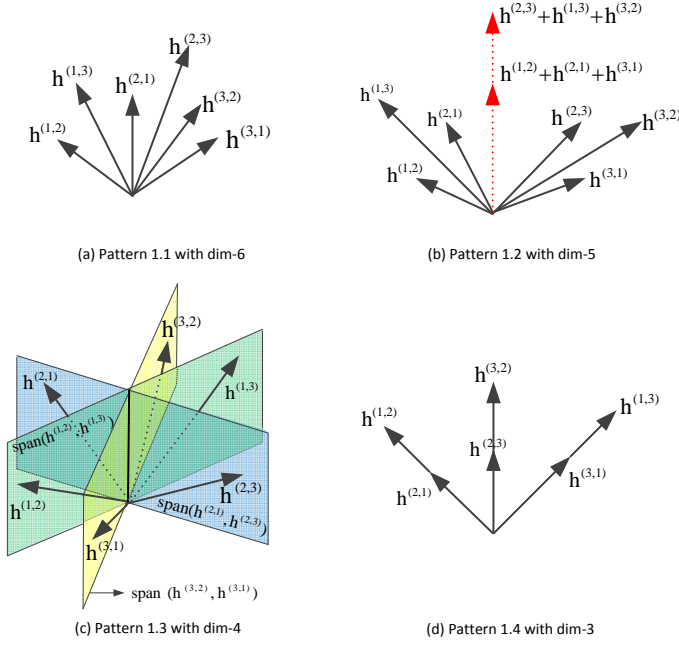 h^(2,3)
h^(1,3)
h^(2,1)
h^(3,2)
h^(1,2)
h^(3,1)
(a) Pattern 1.1 with dim-6
h^(2,3)+h^(1,3)+h^(3,2)
h^(1,2)+h^(2,1)+h^(3,1)
h^(1,3)
h^(2,1)
h^(2,3)
h^(3,2)
h^(1,2)
h^(3,1)
(b) Pattern 1.2 with dim-5
h^(3,2)
h^(2,1)
h^(1,3)
span(h^(1,2), h^(1,3))
h^(2,3)
h^(1,2)
span(h^(2,1), h^(2,3))
h^(3,1)
span (h^(3,2), h^(3,1))
(c) Pattern 1.3 with dim-4
h^(3,2)
h^(1,2)
h^(1,3)
h^(2,3)
h^(3,1)
h^(2,1)
(d) Pattern 1.4 with dim-3